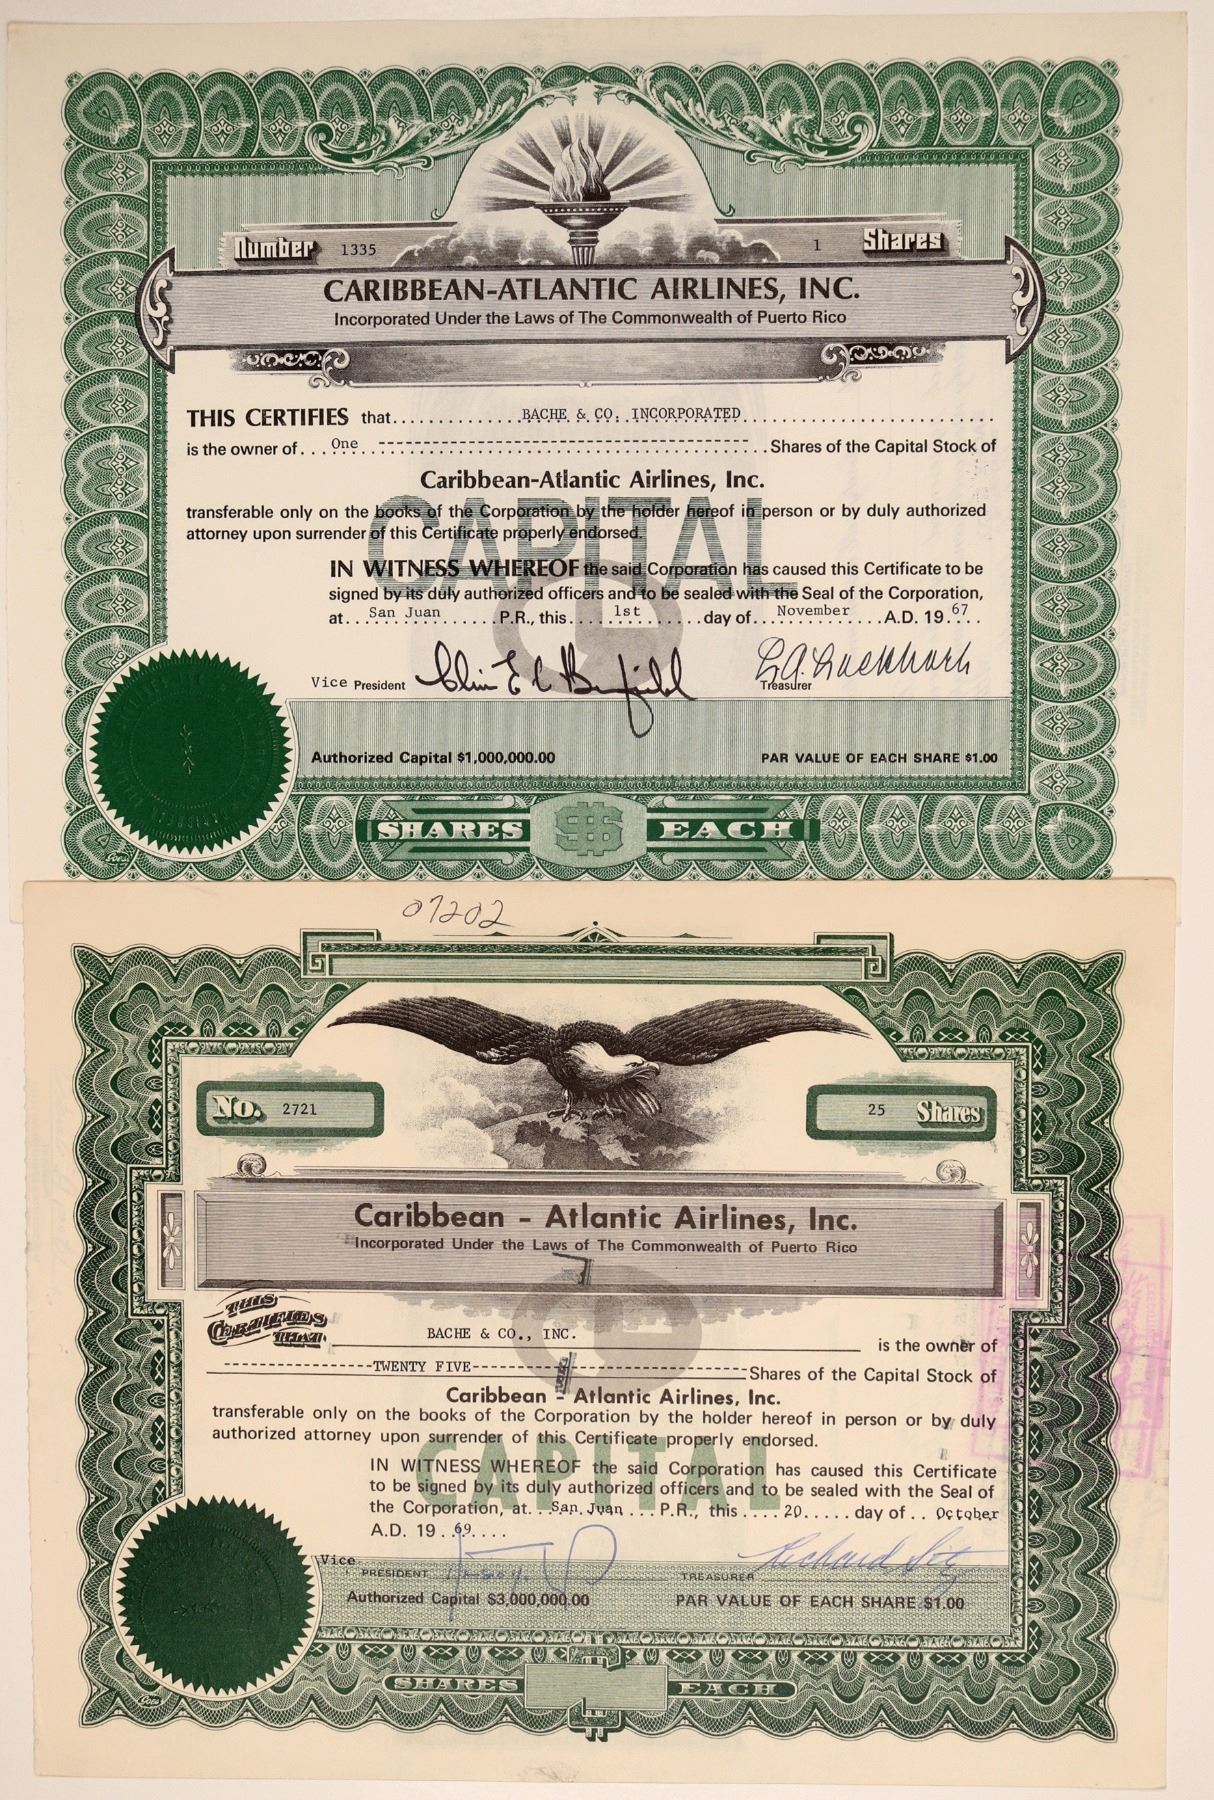 Number 1335 1 Shares
CARIBBEAN-ATLANTIC AIRLINES, INC.
Incorporated Under the Laws of The Commonwealth of Puerto Rico
THIS CERTIFIES that BACHE & CO. INCORPORATED
is the owner of One Shares of the Capital Stock of
Caribbean-Atlantic Airlines, Inc.
CAPITAL
transferable only on the books of the Corporation by the holder hereof in person or by duly authorized
attorney upon surrender of this Certificate properly endorsed.
IN WITNESS WHEREOF the said Corporation has caused this Certificate to be
signed by its duly authorized officers and to be sealed with the Seal of the Corporation,
at San Juan P.R., this 1st day of November A.D. 19 67
Vice President
Treasurer
Authorized Capital $1,000,000.00 PAR VALUE OF EACH SHARE $1.00
SHARES $ EACH
Goes
07202
No. 2721 25 Shares
Caribbean - Atlantic Airlines, Inc.
Incorporated Under the Laws of The Commonwealth of Puerto Rico
THIS CERTIFIES THAT BACHE & CO., INC. is the owner of
TWENTY FIVE Shares of the Capital Stock of
Caribbean - Atlantic Airlines, Inc.
transferable only on the books of the Corporation by the holder hereof in person or by duly
authorized attorney upon surrender of this Certificate properly endorsed.
CAPITAL
IN WITNESS WHEREOF the said Corporation has caused this Certificate
to be signed by its duly authorized officers and to be sealed with the Seal of
the Corporation, at San Juan P.R., this 20 day of October
A.D. 19 69
Vice PRESIDENT
TREASURER
Authorized Capital $3,000,000.00 PAR VALUE OF EACH SHARE $1.00
SHARES $ EACH
Goes